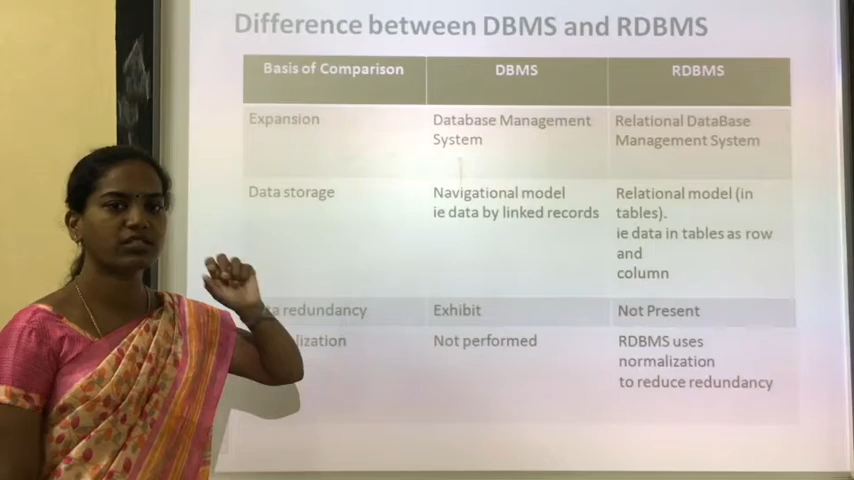 Difference between DBMS and RDBMS
Basis of Comparison DBMS RDBMS
Expansion
Database Management
System
Relational DataBase
Management System
Data storage
Navigational model
ie data by linked records
Relational model (in
tables).
ie data in tables as row
and
column
redundancy
Exhibit
Not Present
Not performed
RDBMS uses
normalization
to reduce redundancy